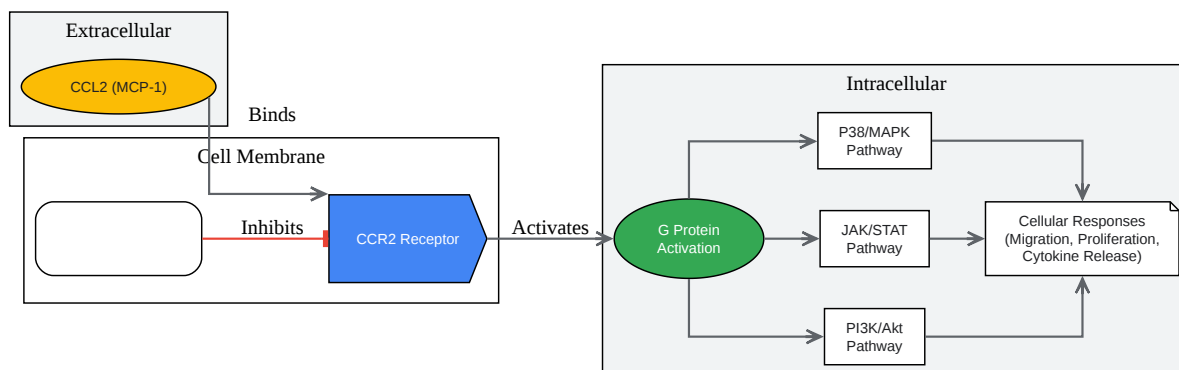 Extracellular
CCL2 (MCP-1)
Binds
Cell Membrane
Inhibits
CCR2 Receptor
Activates
Intracellular
G Protein
Activation
P38/MAPK
Pathway
JAK/STAT
Pathway
PI3K/Akt
Pathway
Cellular Responses
(Migration, Proliferation,
Cytokine Release)